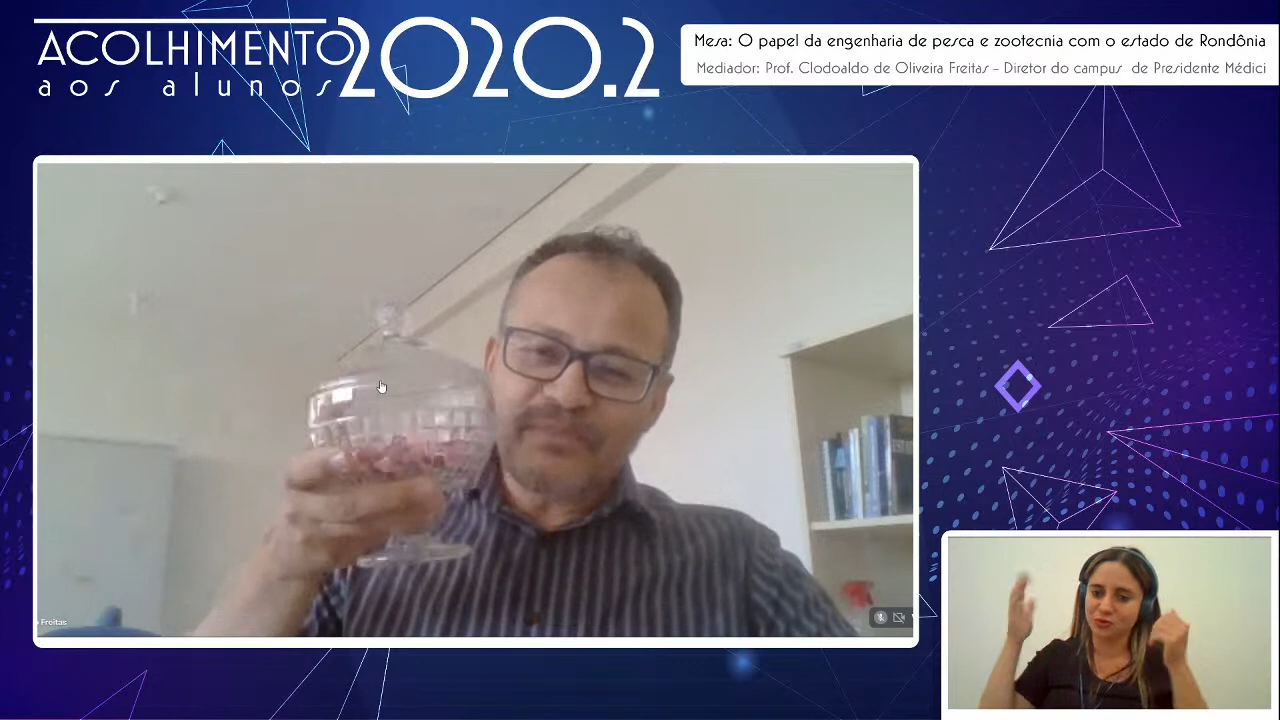 ACOLHIMENTO
aos alunos
2020.2
Mesa: O papel da engenharia de pesca e zootecnia com o estado de Rondônia
Mediador: Prof. Clodoaldo de Oliveira Freitas - Diretor do campus de Presidente Médici
Freitas